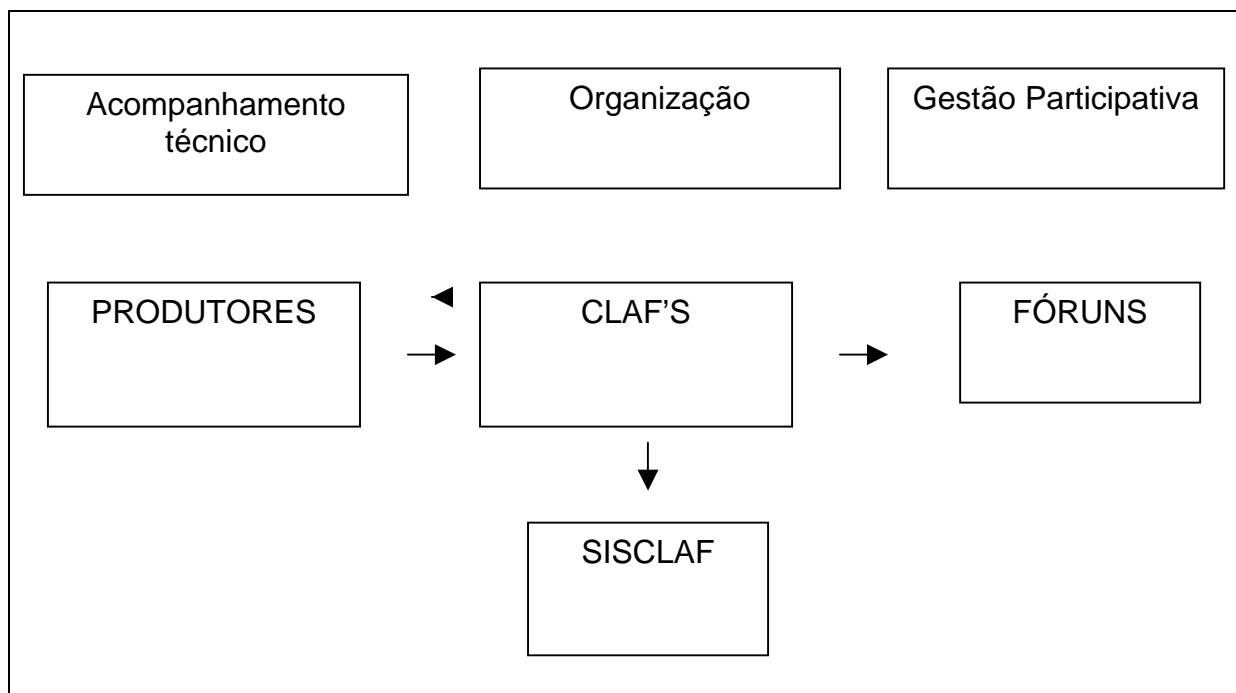 Acompanhamento
técnico
Organização
Gestão Participativa
PRODUTORES
CLAF'S
FÓRUNS
SISCLAF